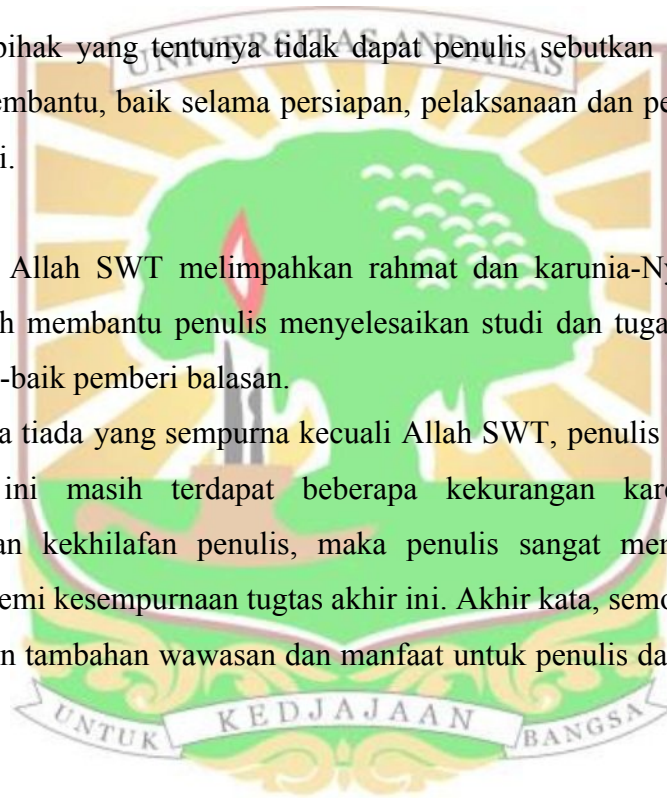 UNIVERSITAS ANDALAS
pihak yang tentunya tidak dapat penulis sebutkan
embantu, baik selama persiapan, pelaksanaan dan pe
i.
Allah SWT melimpahkan rahmat dan karunia-Ny
h membantu penulis menyelesaikan studi dan tuga
-baik pemberi balasan.
a tiada yang sempurna kecuali Allah SWT, penulis
ini masih terdapat beberapa kekurangan kar
an kekhilafan penulis, maka penulis sangat men
emi kesempurnaan tugtas akhir ini. Akhir kata, semo
n tambahan wawasan dan manfaat untuk penulis da
UNTUK KEDJAJAAN BANGSA